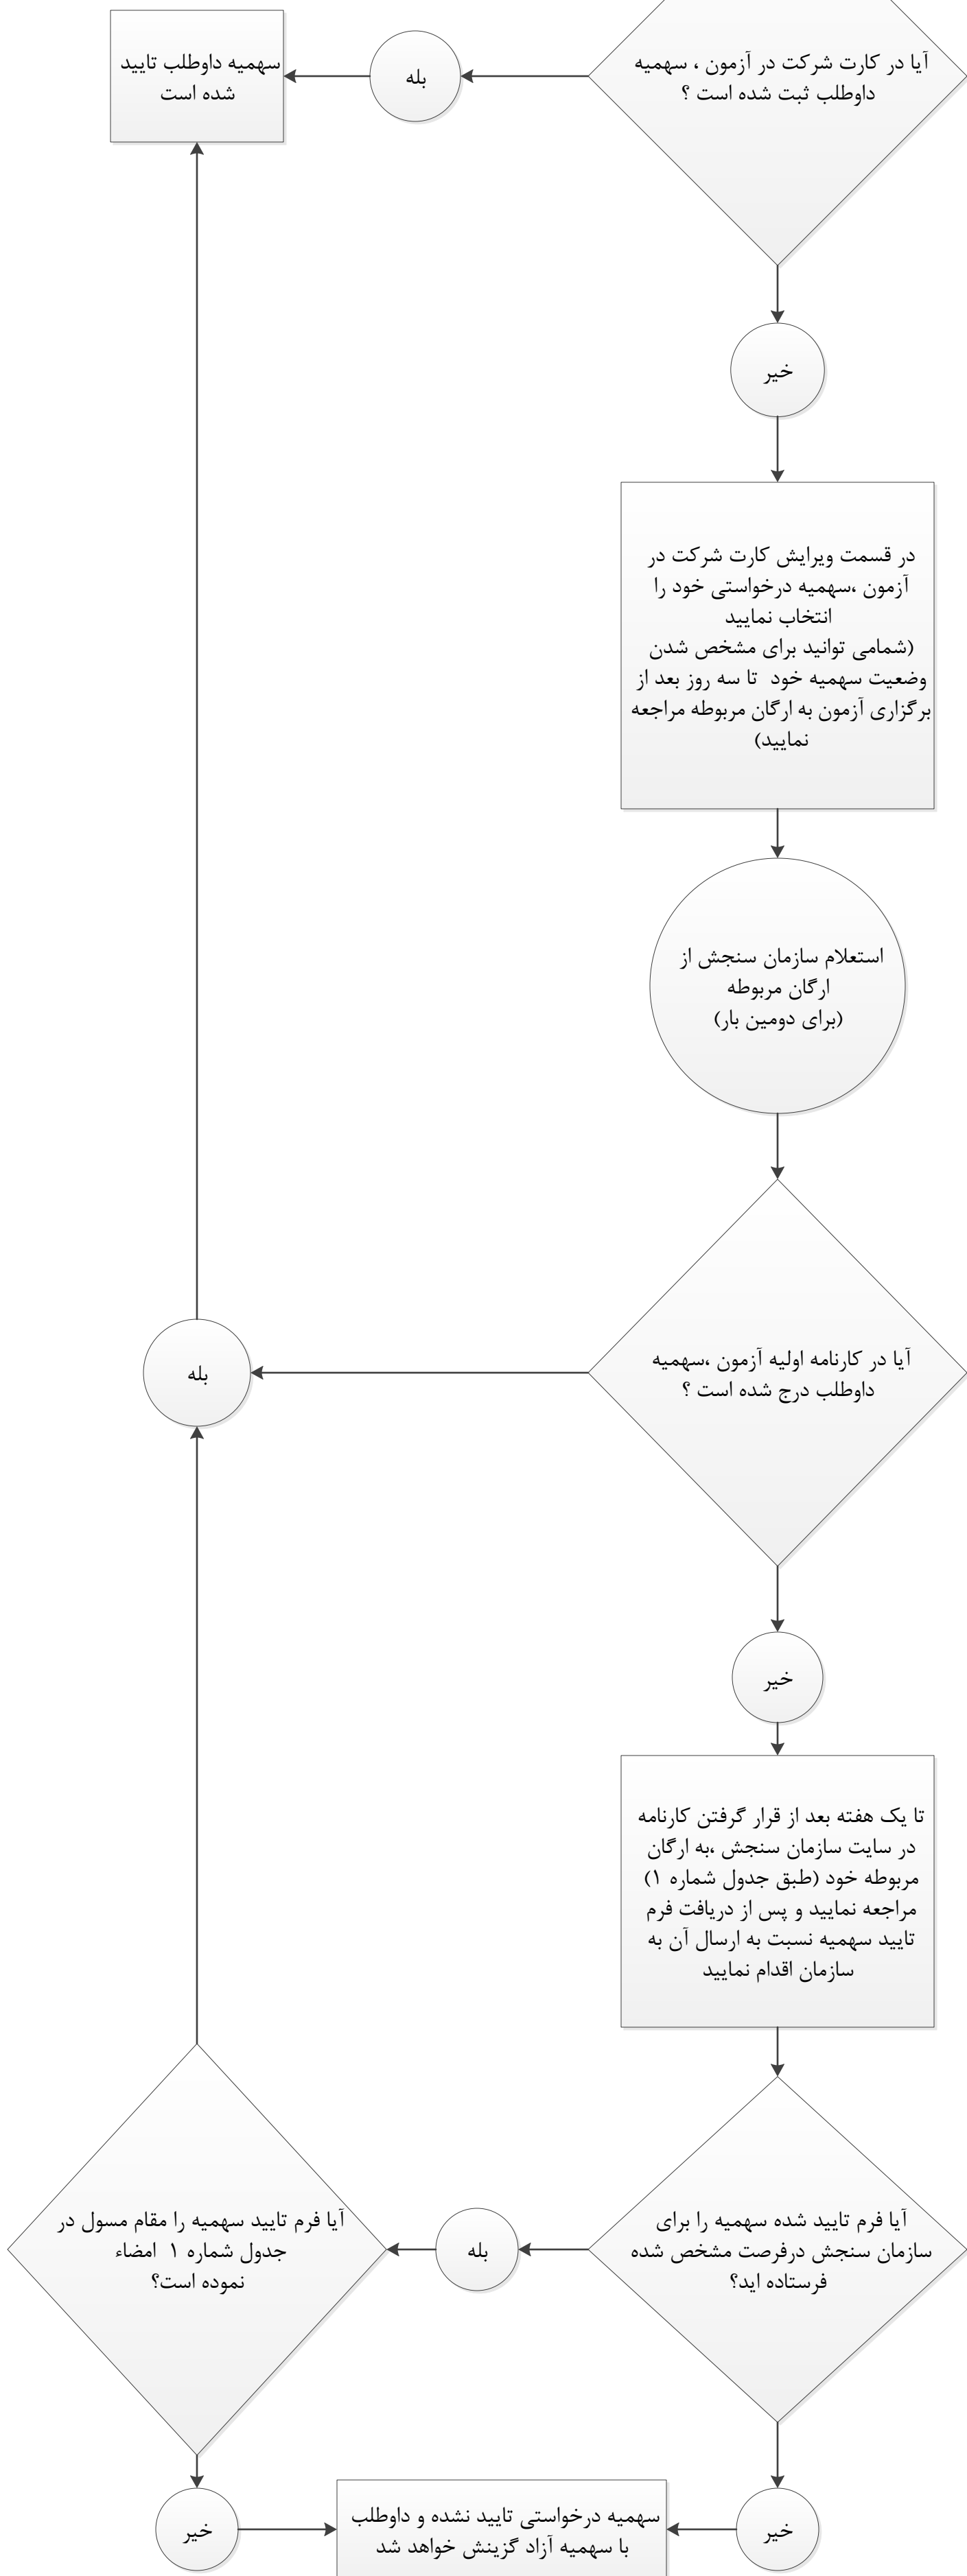 آیا در کارت شرکت در آزمون ، سهمیه
داوطلب ثبت شده است ؟
بله
سهمیه داوطلب تایید
شده است
خیر
در قسمت ویرایش کارت شرکت در
آزمون ،سهمیه درخواستی خود را
انتخاب نمایید
(شمامی توانید برای مشخص شدن
وضعیت سهمیه خود تا سه روز بعد از
برگزاری آزمون به ارگان مربوطه مراجعه
نمایید)
استعلام سازمان سنجش از
ارگان مربوطه
(برای دومین بار)
آیا در کارنامه اولیه آزمون ،سهمیه
داوطلب درج شده است ؟
بله
خیر
تا یک هفته بعد از قرار گرفتن کارنامه
در سایت سازمان سنجش ،به ارگان
مربوطه خود (طبق جدول شماره ۱)
مراجعه نمایید و پس از دریافت فرم
تایید سهمیه نسبت به ارسال آن به
سازمان اقدام نمایید
آیا فرم تایید شده سهمیه را برای
سازمان سنجش درفرصت مشخص شده
فرستاده اید؟
بله
آیا فرم تایید سهمیه را مقام مسول در
جدول شماره ۱ امضاء
نموده است؟
خیر
سهمیه درخواستی تایید نشده و داوطلب
با سهمیه آزاد گزینش خواهد شد
خیر